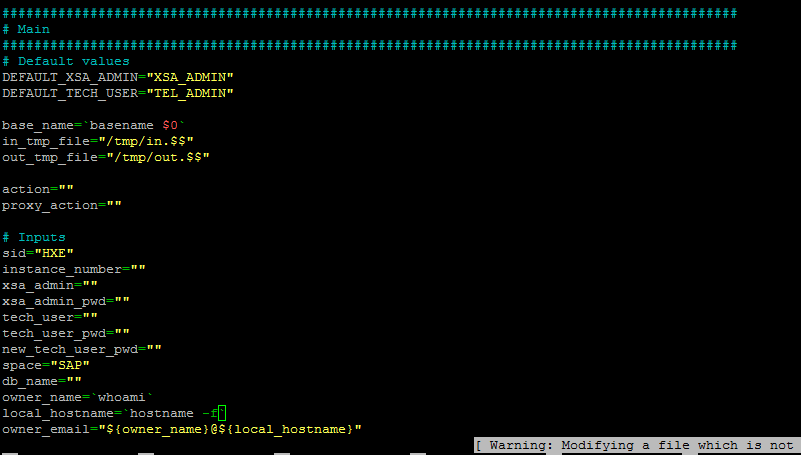 ############################################################################################
# Main
############################################################################################
# Default values
DEFAULT_XSA_ADMIN="XSA_ADMIN"
DEFAULT_TECH_USER="TEL_ADMIN"
base_name=`basename $0`
in_tmp_file="/tmp/in.$$"
out_tmp_file="/tmp/out.$$"
action=""
proxy_action=""
# Inputs
sid="HXE"
instance_number=""
xsa_admin=""
xsa_admin_pwd=""
tech_user=""
tech_user_pwd=""
new_tech_user_pwd=""
space="SAP"
db_name=""
owner_name=`whoami`
local_hostname=`hostname -f`
owner_email="${owner_name}@${local_hostname}"
[ Warning: Modifying a file which is not